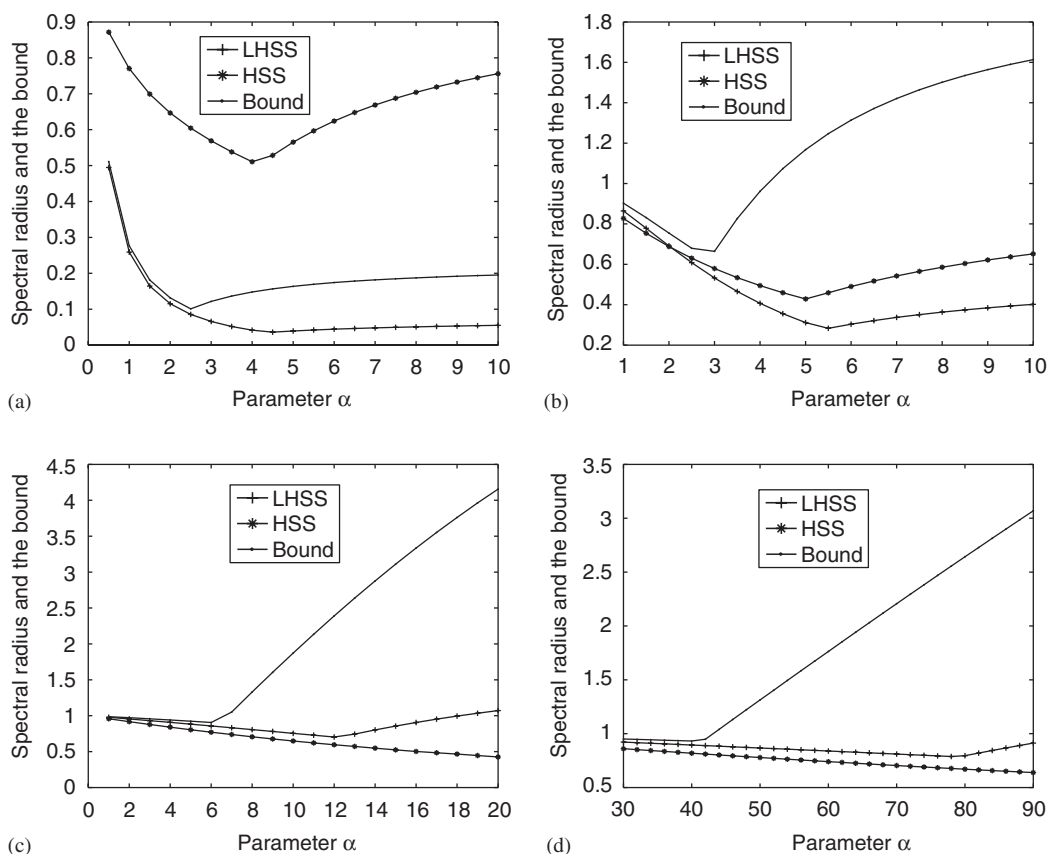 0.9
0.8
0.7
0.6
0.5
0.4
0.3
0.2
0.1
0
Spectral radius and the bound
LHSS
HSS
Bound
0 1 2 3 4 5 6 7 8 9 10
Parameter α
(a)
1.8
1.6
1.4
1.2
1
0.8
0.6
0.4
0.2
Spectral radius and the bound
LHSS
HSS
Bound
1 2 3 4 5 6 7 8 9 10
Parameter α
(b)
4.5
4
3.5
3
2.5
2
1.5
1
0.5
0
Spectral radius and the bound
LHSS
HSS
Bound
0 2 4 6 8 10 12 14 16 18 20
Parameter α
(c)
3.5
3
2.5
2
1.5
1
0.5
Spectral radius and the bound
LHSS
HSS
Bound
30 40 50 60 70 80 90
Parameter α
(d)